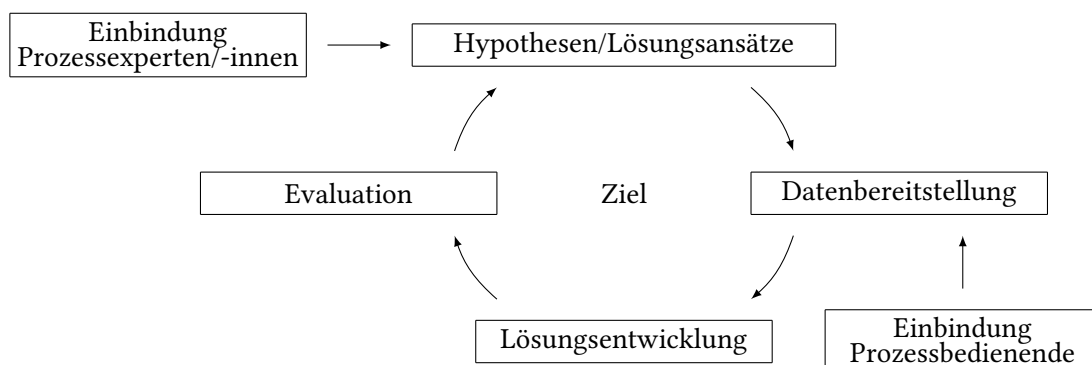 Einbindung
Prozessexperten/-innen
Hypothesen/Lösungsansätze
Evaluation
Ziel
Datenbereitstellung
Lösungsentwicklung
Einbindung
Prozessbedienende